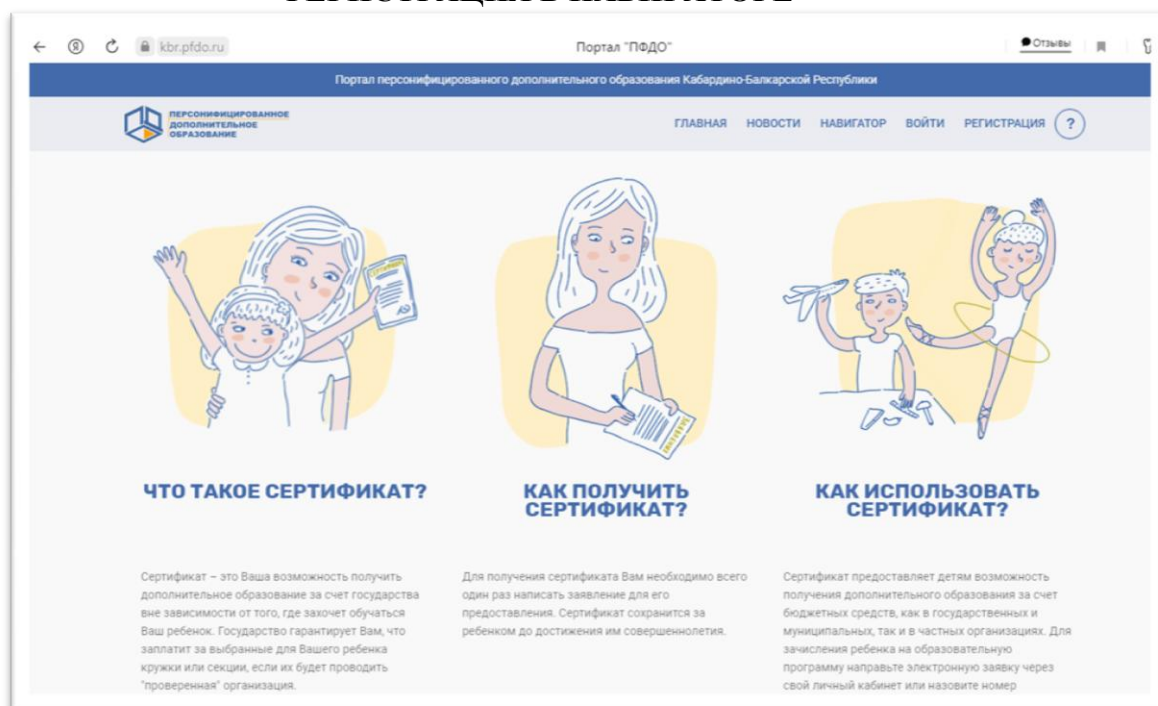 РЕГИСТРАЦИЯ В НАВИГАТОРЕ
kbr.pfdo.ru
Портал "ПФДО"
Отзывы
Портал персонифицированного дополнительного образования Кабардино-Балкарской Республики
ПЕРСОНИФИЦИРОВАННОЕ
ДОПОЛНИТЕЛЬНОЕ
ОБРАЗОВАНИЕ
ГЛАВНАЯ НОВОСТИ НАВИГАТОР ВОЙТИ РЕГИСТРАЦИЯ ?
СЕРТИФИКАТ
ЧТО ТАКОЕ СЕРТИФИКАТ?
Сертификат – это Ваша возможность получить
дополнительное образование за счет государства
вне зависимости от того, где захочет обучаться
Ваш ребенок. Государство гарантирует Вам, что
заплатит за выбранные для Вашего ребенка
кружки или секции, если их будет проводить
"проверенная" организация.
ЗАЯВЛЕНИЕ
КАК ПОЛУЧИТЬ
СЕРТИФИКАТ?
Для получения сертификата Вам необходимо всего
один раз написать заявление для его
предоставления. Сертификат сохранится за
ребенком до достижения им совершеннолетия.
КАК ИСПОЛЬЗОВАТЬ
СЕРТИФИКАТ?
Сертификат предоставляет детям возможность
получения дополнительного образования за счет
бюджетных средств, как в государственных и
муниципальных, так и в частных организациях. Для
зачисления ребенка на образовательную
программу направьте электронную заявку через
свой личный кабинет или назовите номер